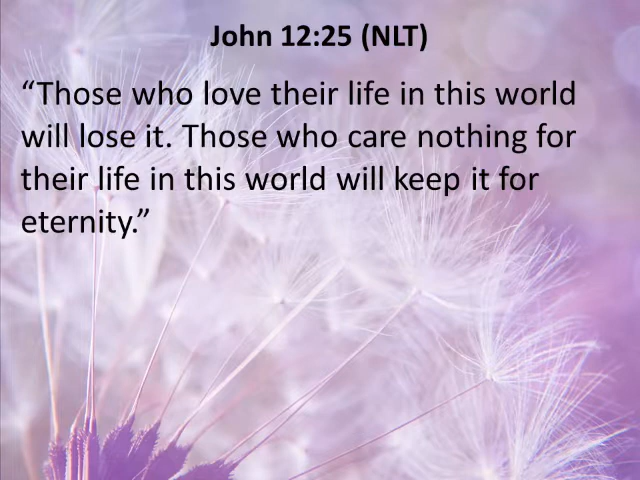 John 12:25 (NLT)
“Those who love their life in this world
will lose it. Those who care nothing for
their life in this world will keep it for
eternity.”